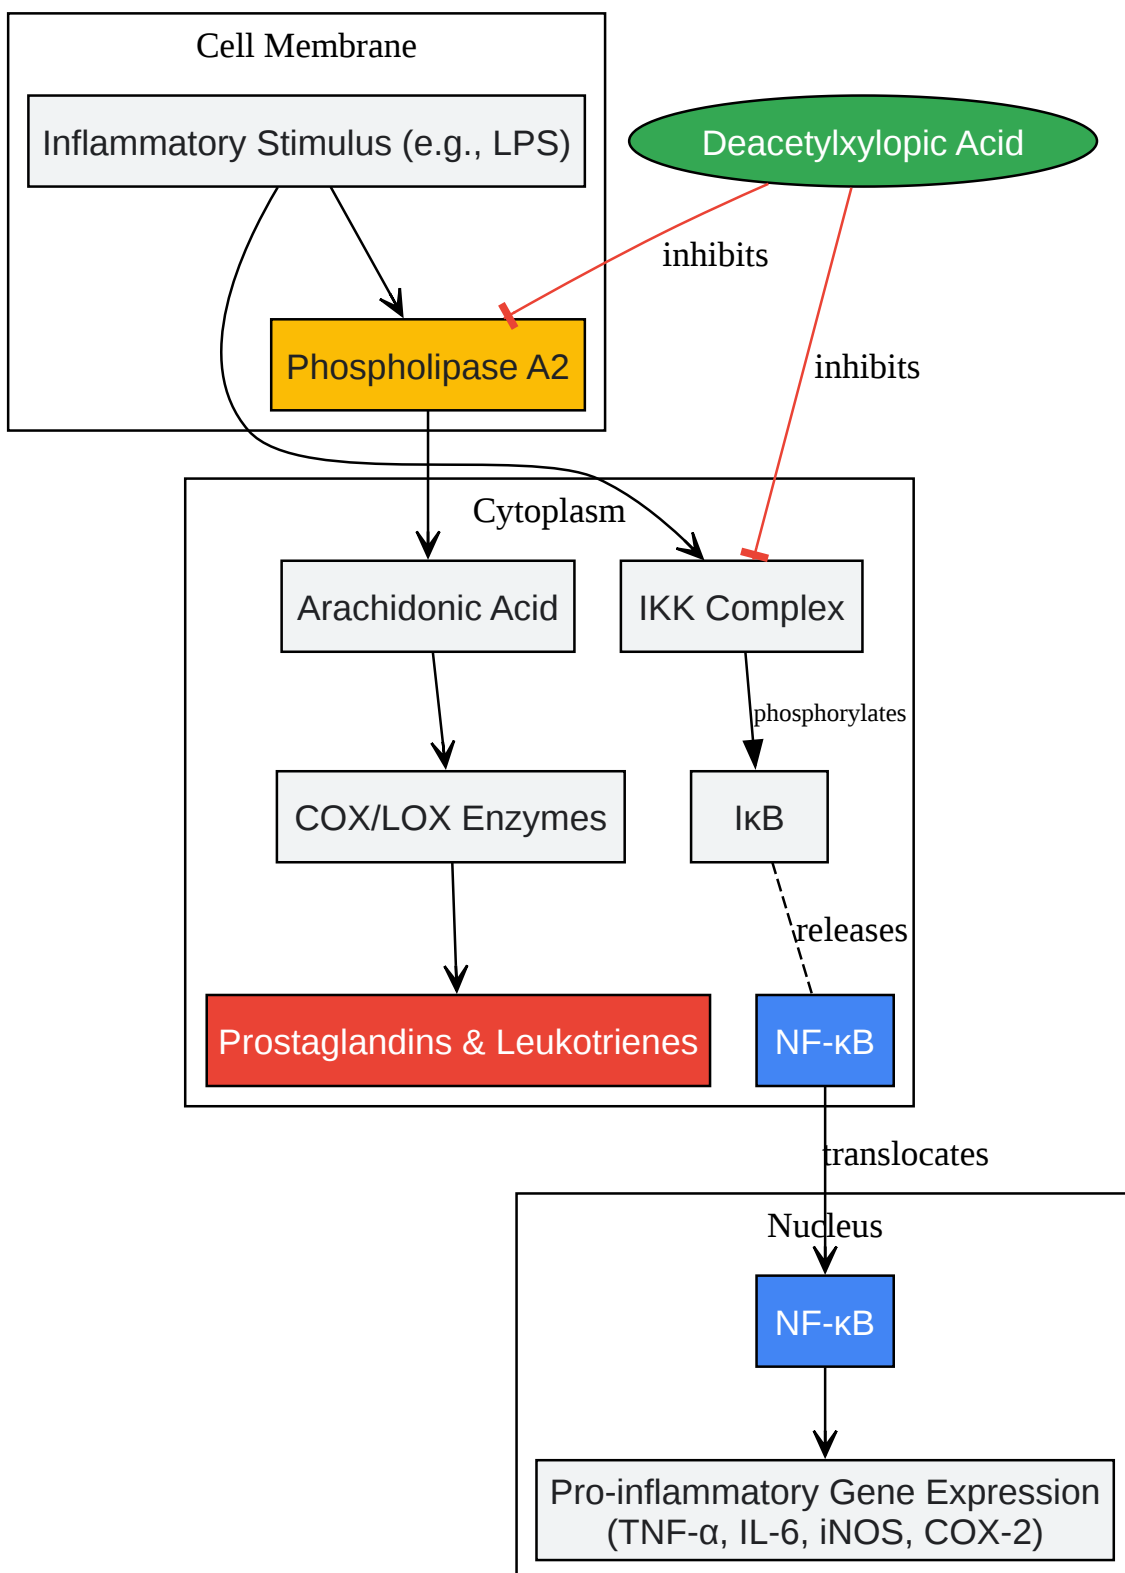 Cell Membrane
Inflammatory Stimulus (e.g., LPS)
Deacetylxylopic Acid
inhibits
Phospholipase A2
inhibits
Cytoplasm
Arachidonic Acid
IKK Complex
phosphorylates
COX/LOX Enzymes
IκB
releases
Prostaglandins & Leukotrienes
NF-κB
translocates
Nucleus
NF-κB
Pro-inflammatory Gene Expression
(TNF-α, IL-6, iNOS, COX-2)